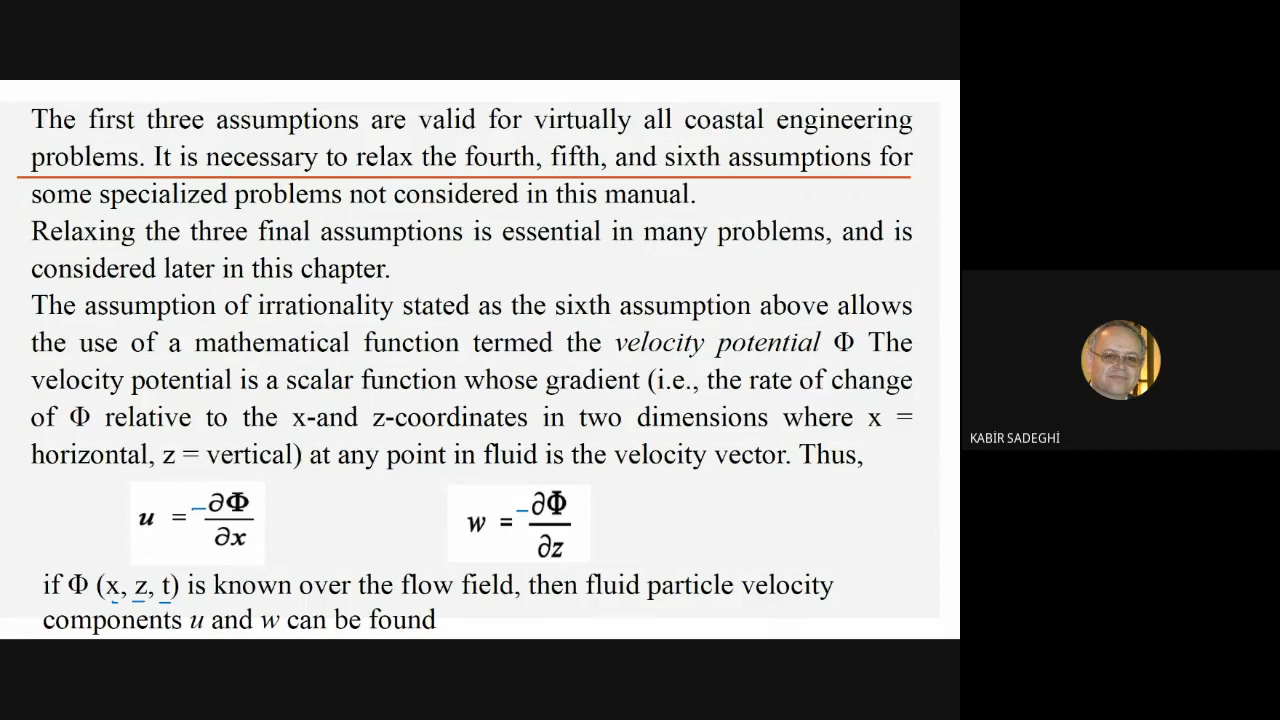 The first three assumptions are valid for virtually all coastal engineering
problems. It is necessary to relax the fourth, fifth, and sixth assumptions for
some specialized problems not considered in this manual.
Relaxing the three final assumptions is essential in many problems, and is
considered later in this chapter.
The assumption of irrationality stated as the sixth assumption above allows
the use of a mathematical function termed the velocity potential Φ The
velocity potential is a scalar function whose gradient (i.e., the rate of change
of Φ relative to the x-and z-coordinates in two dimensions where x =
horizontal, z = vertical) at any point in fluid is the velocity vector. Thus,
u = -∂Φ/∂x
w = -∂Φ/∂z
if Φ (x, z, t) is known over the flow field, then fluid particle velocity
components u and w can be found
KABİR SADEGHİ